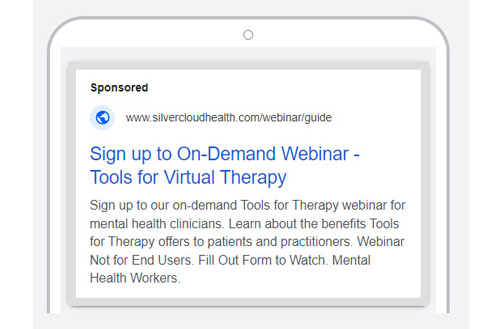 Sponsored
www.silvercloudhealth.com/webinar/guide
Sign up to On-Demand Webinar -
Tools for Virtual Therapy
Sign up to our on-demand Tools for Therapy webinar for
mental health clinicians. Learn about the benefits Tools
for Therapy offers to patients and practitioners. Webinar
Not for End Users. Fill Out Form to Watch. Mental
Health Workers.